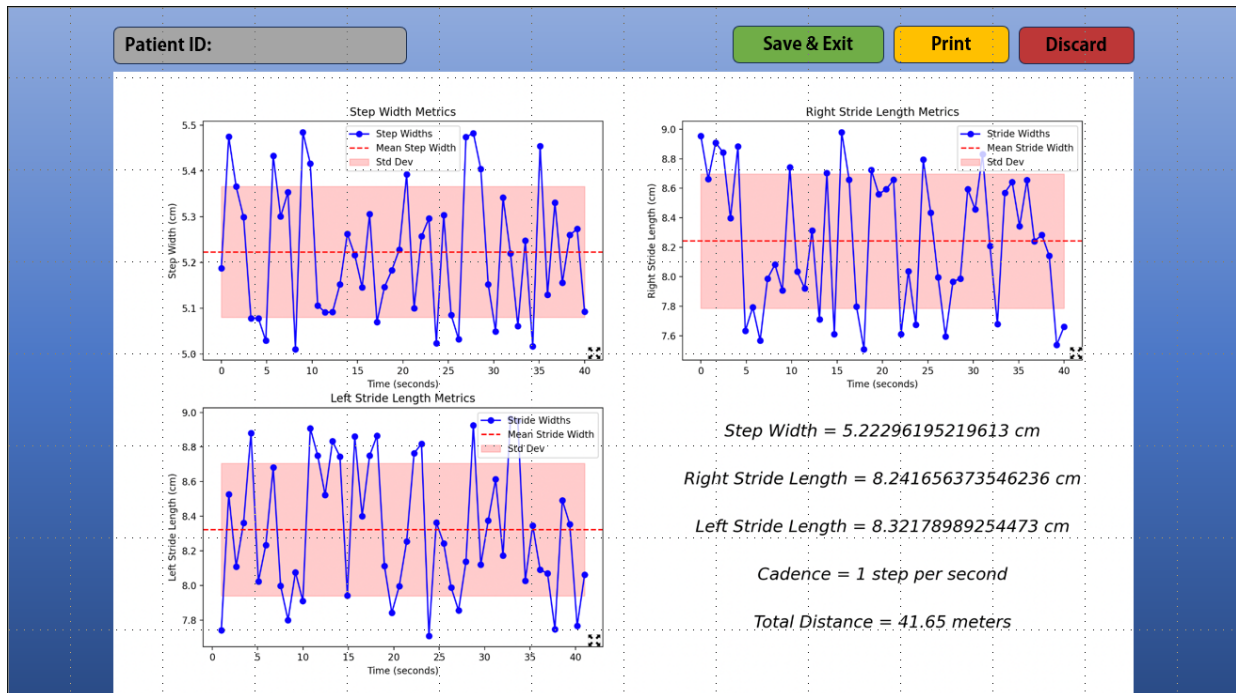 Patient ID:
Save & Exit
Print
Discard
Step Width Metrics
Step Widths
Mean Step Width
Std Dev
Step Width (cm)
5.5
5.4
5.3
5.2
5.1
5.0
0 5 10 15 20 25 30 35 40
Time (seconds)
Right Stride Length Metrics
Stride Widths
Mean Stride Width
Std Dev
Right Stride Length (cm)
9.0
8.8
8.6
8.4
8.2
8.0
7.8
7.6
0 5 10 15 20 25 30 35 40
Time (seconds)
Left Stride Length Metrics
Stride Widths
Mean Stride Width
Std Dev
Left Stride Length (cm)
9.0
8.8
8.6
8.4
8.2
8.0
7.8
0 5 10 15 20 25 30 35 40
Time (seconds)
Step Width = 5.22296195219613 cm
Right Stride Length = 8.241656373546236 cm
Left Stride Length = 8.32178989254473 cm
Cadence = 1 step per second
Total Distance = 41.65 meters